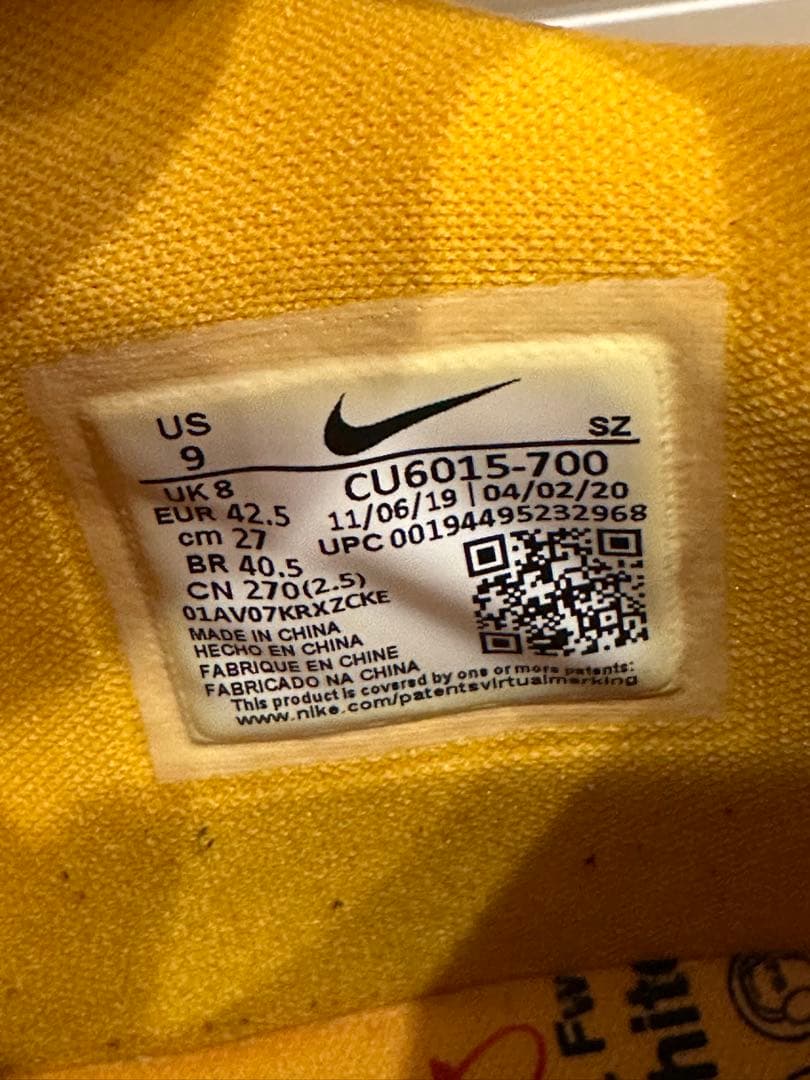 US
9
SZ
UK 8
EUR 42.5
cm 27
BR 40.5
CN 270(2.5)
CU6015-700
11/06/19 | 04/02/20
UPC 00194495232968
01AV07KRXZCKE
MADE IN CHINA
HECHO EN CHINA
FABRIQUE EN CHINE
FABRICADO NA CHINA
This product is covered by one or more patents:
www.nike.com/patentsvirtualmarking